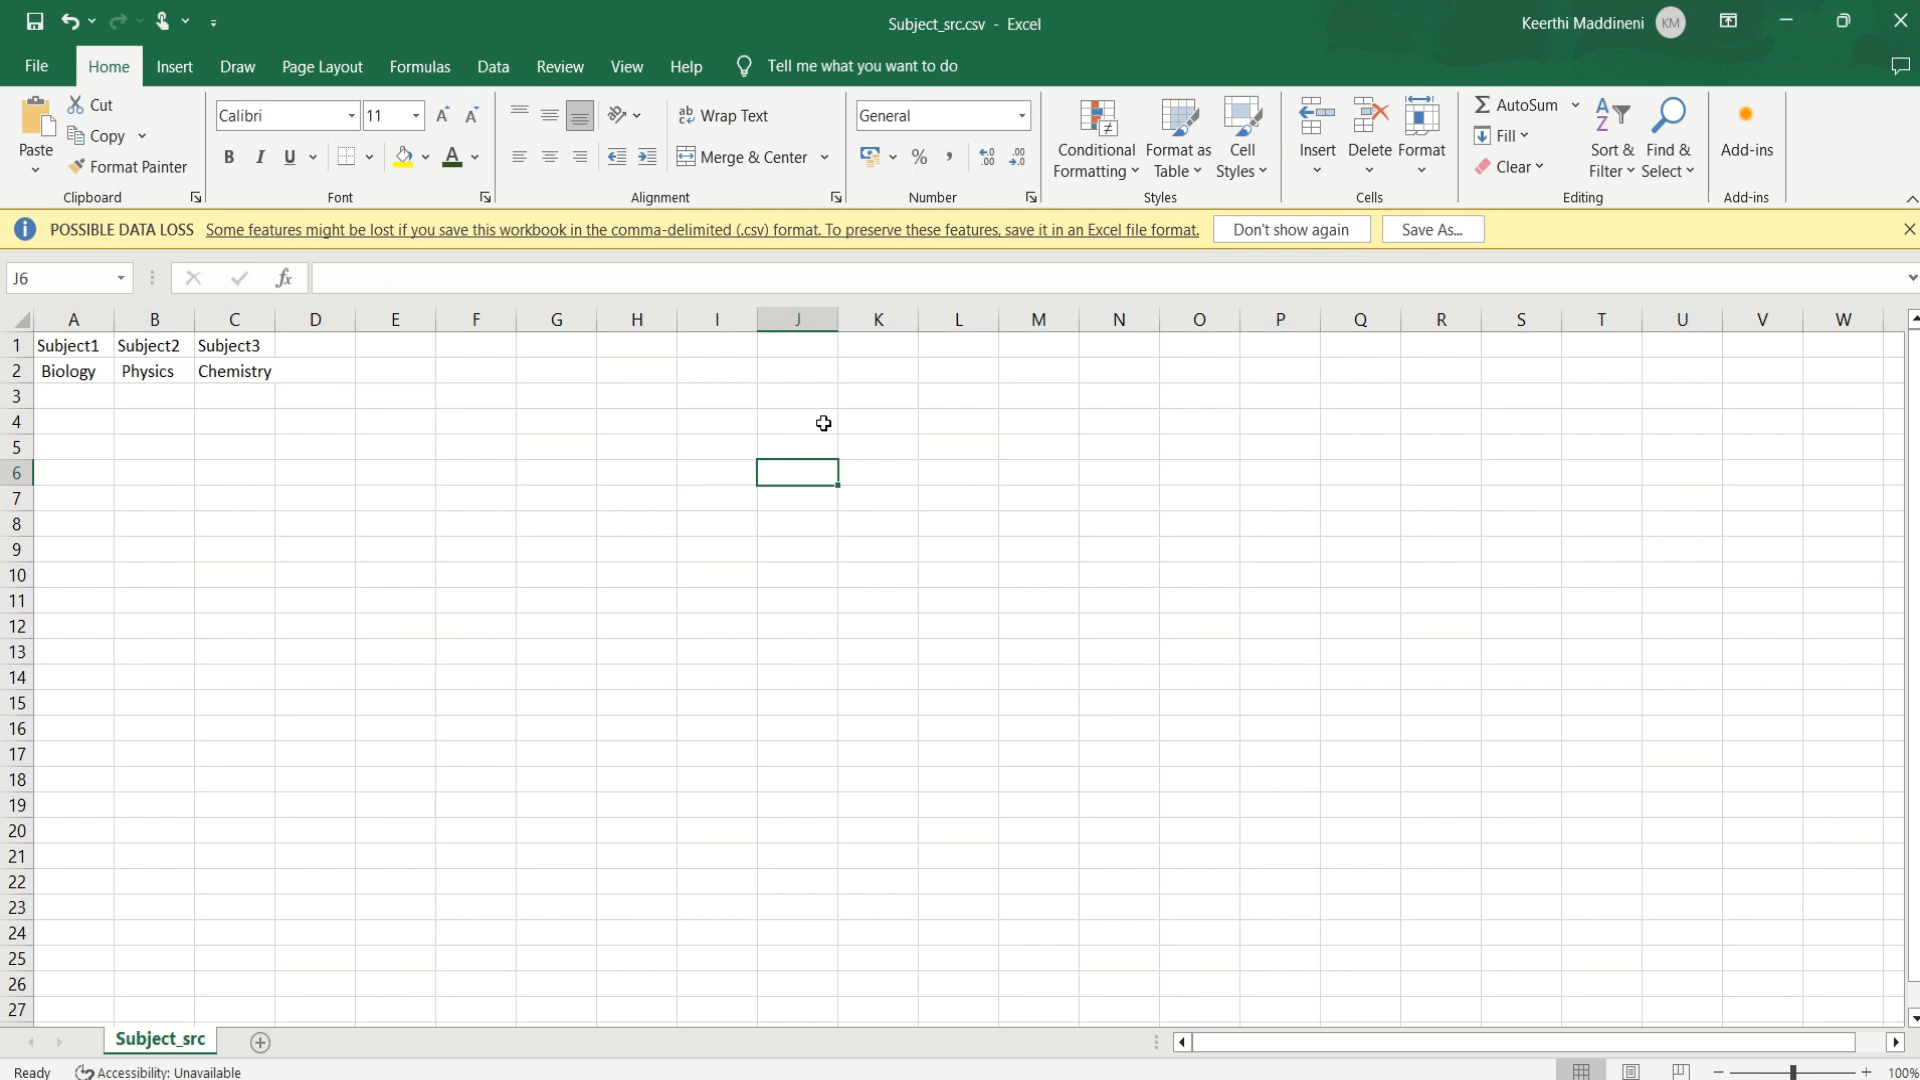 Subject_src.csv - Excel
Keerthi Maddineni KM
File Home Insert Draw Page Layout Formulas Data Review View Help Tell me what you want to do
Paste
Cut
Copy
Format Painter
Clipboard
Calibri 11
B I U
Font
Wrap Text
Merge & Center
Alignment
General
% ,
Number
Conditional Formatting
Format as Table
Cell Styles
Styles
Insert Delete Format
Cells
AutoSum
Fill
Clear
Sort & Filter
Find & Select
Editing
Add-ins
Add-ins
POSSIBLE DATA LOSS Some features might be lost if you save this workbook in the comma-delimited (.csv) format. To preserve these features, save it in an Excel file format. Don't show again Save As...
J6 fx
A B C D E F G H I J K L M N O P Q R S T U V W
1 Subject1 Subject2 Subject3
2 Biology Physics Chemistry
3
4
5
6
7
8
9
10
11
12
13
14
15
16
17
18
19
20
21
22
23
24
25
26
27
Subject_src
Ready Accessibility: Unavailable 100%